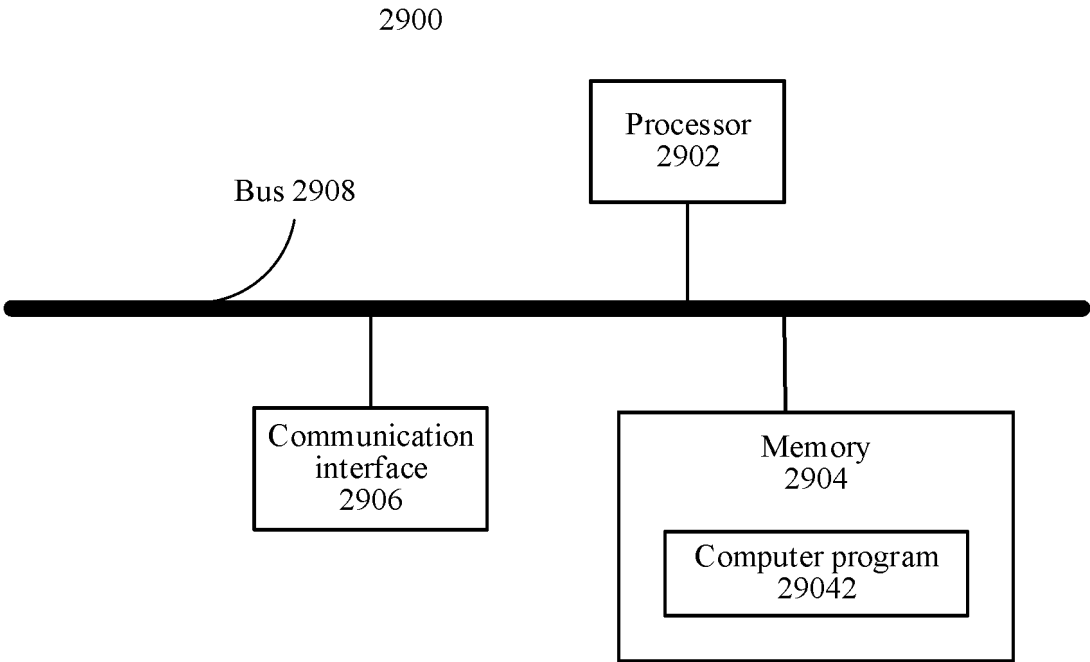 2900
Processor
2902
Bus 2908
Communication
interface
2906
Memory
2904
Computer program
29042